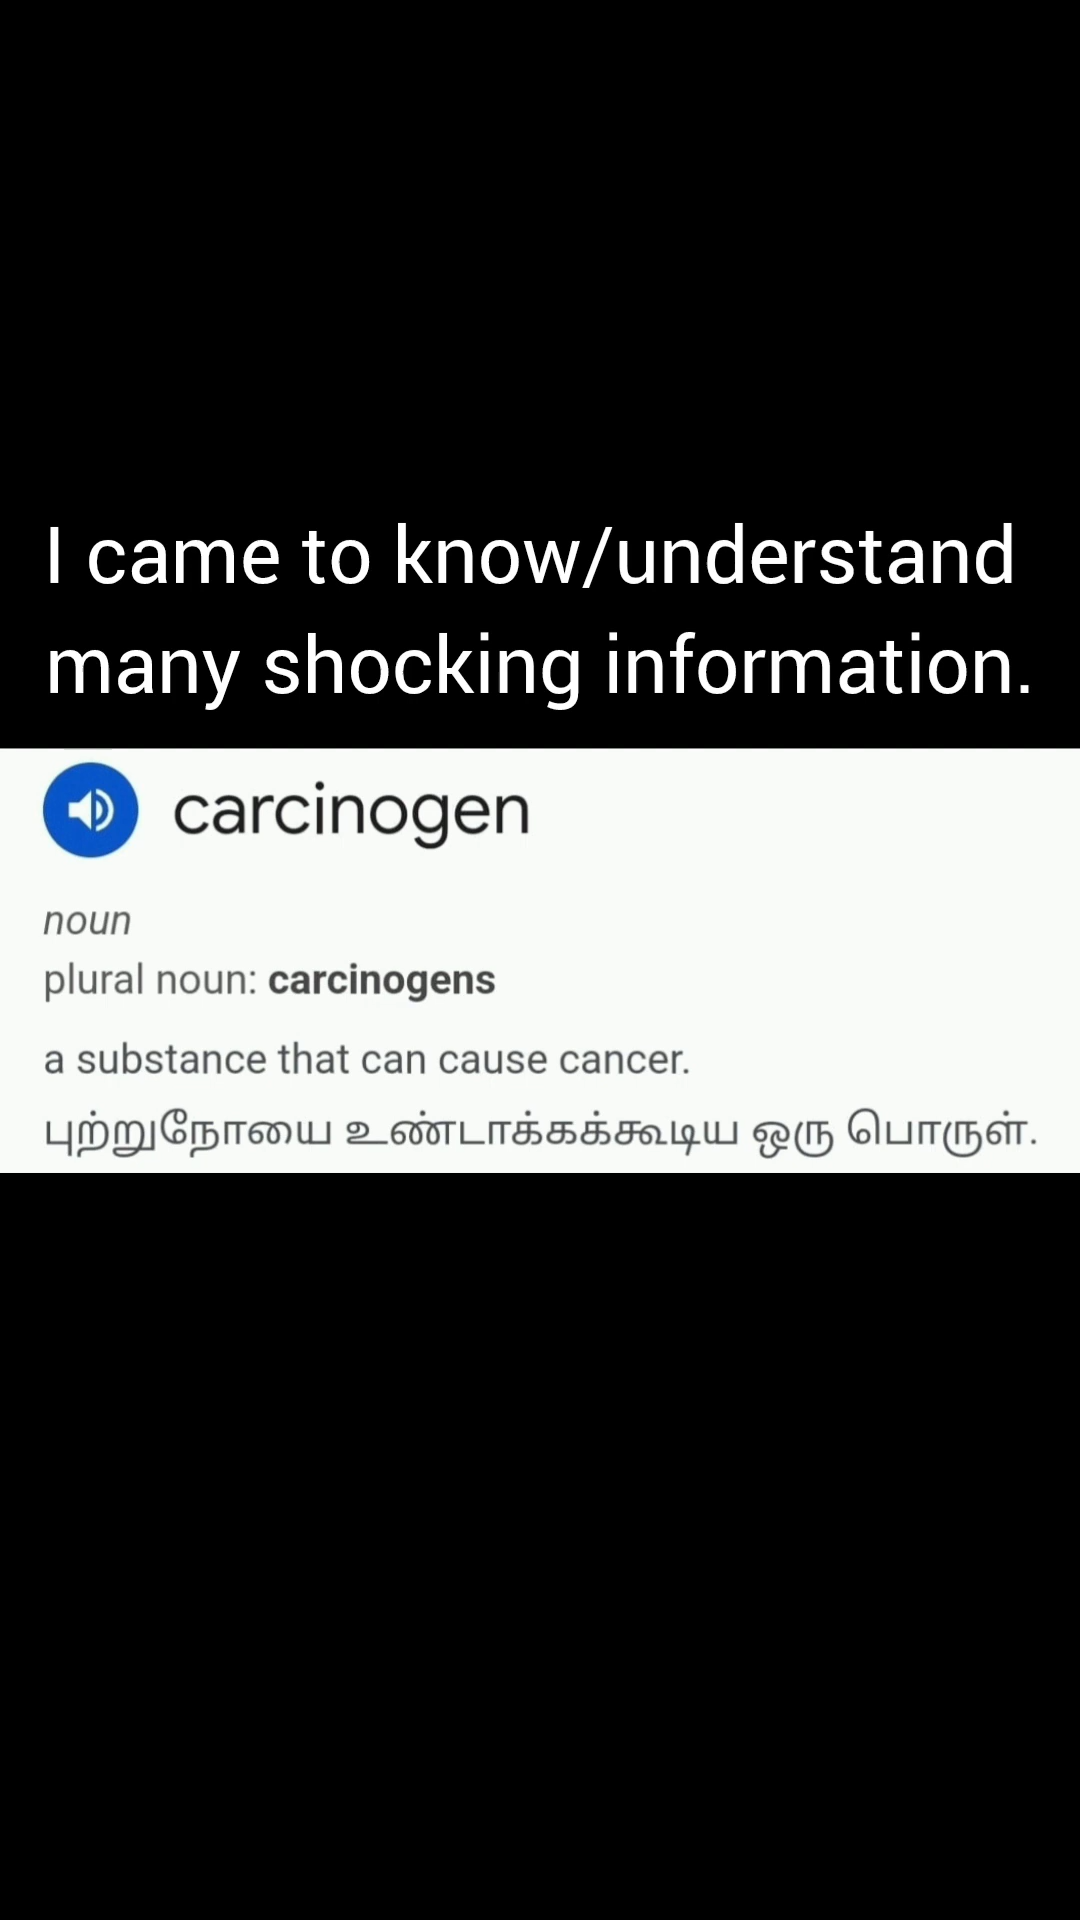 I came to know/understand
many shocking information.
carcinogen
noun
plural noun: carcinogens
a substance that can cause cancer.
புற்றுநோயை உண்டாக்கக்கூடிய ஒரு பொருள்.